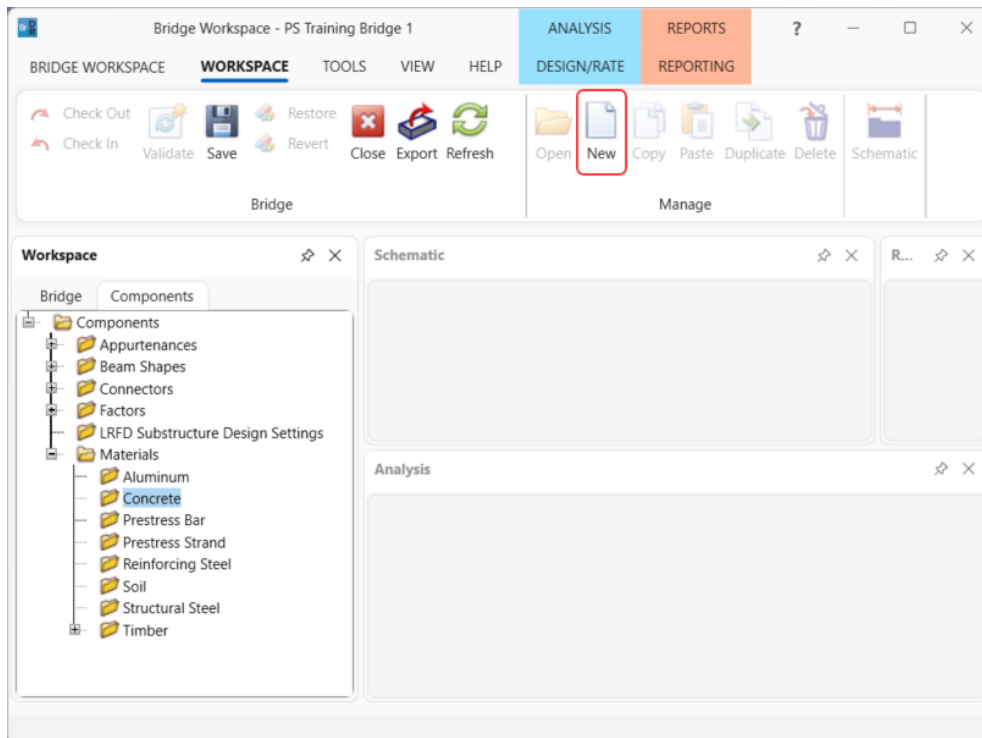 Bridge Workspace - PS Training Bridge 1 ANALYSIS REPORTS ?
BRIDGE WORKSPACE WORKSPACE TOOLS VIEW HELP DESIGN/RATE REPORTING
Check Out
Check In
Validate
Save
Restore
Revert
Close Export Refresh
Bridge
Open New Copy Paste Duplicate Delete Schematic
Manage
Workspace
Bridge Components
Components
Appurtenances
Beam Shapes
Connectors
Factors
LRFD Substructure Design Settings
Materials
Aluminum
Concrete
Prestress Bar
Prestress Strand
Reinforcing Steel
Soil
Structural Steel
Timber
Schematic
R...
Analysis